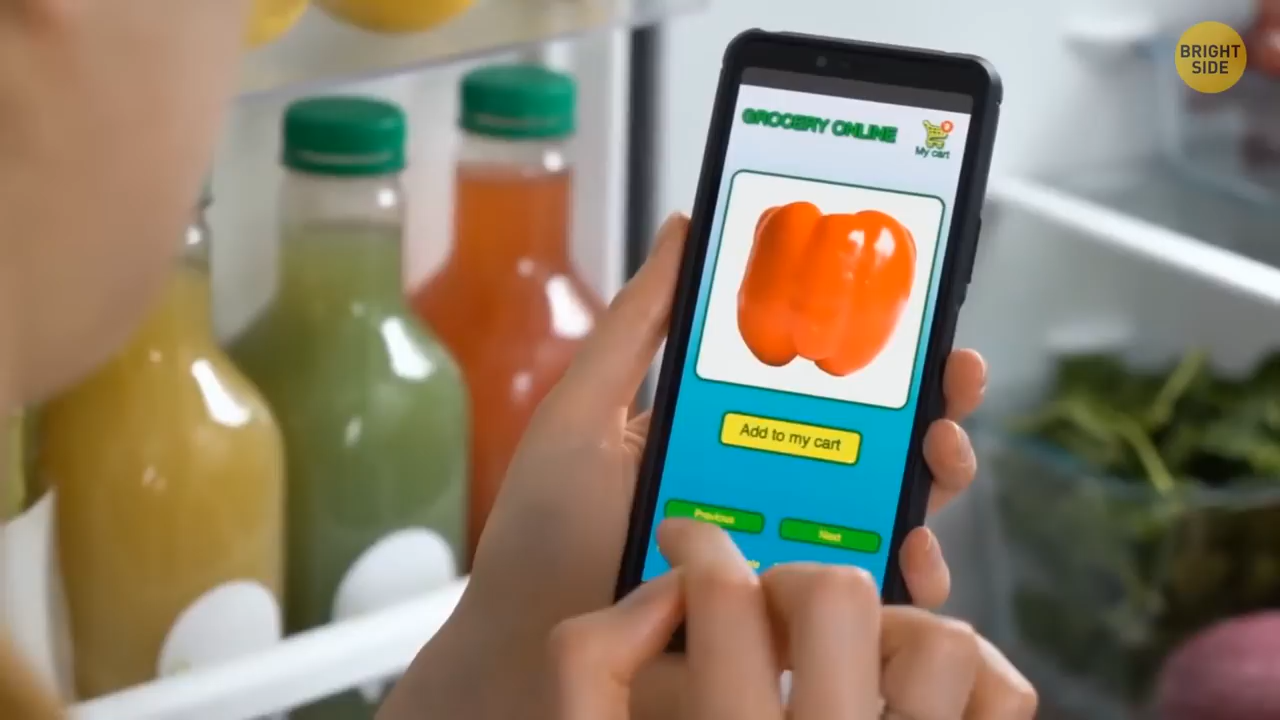 BRIGHT
SIDE
GROCERY ONLINE
My cart
Add to my cart
Previous
Next